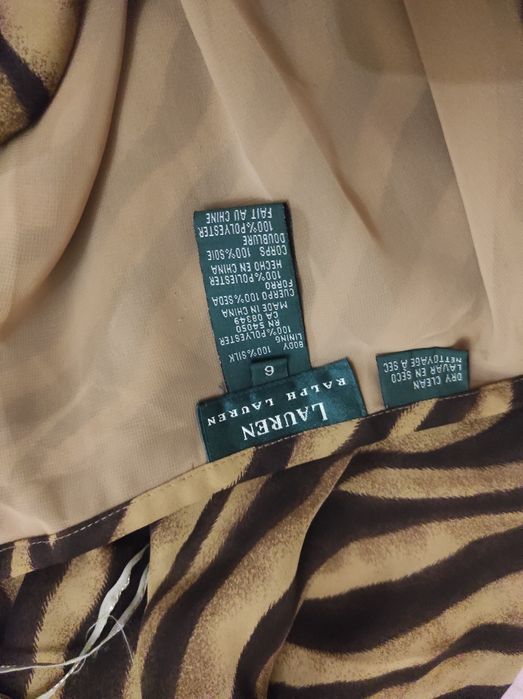 LAUREN
RALPH LAUREN
6
BODY 100%SILK
LINING
100%POLYESTER
RN 54050
CA 08349
MADE IN CHINA
CUERPO 100%SEDA
FORRO
100%POLYESTER
HECHO EN CHINA
CORPS 100%SOIE
DOUBLURE
100%POLYESTER
FAIT AU CHINE
DRY CLEAN
LAVAR EN SECO
NETTOYAGE À SEC